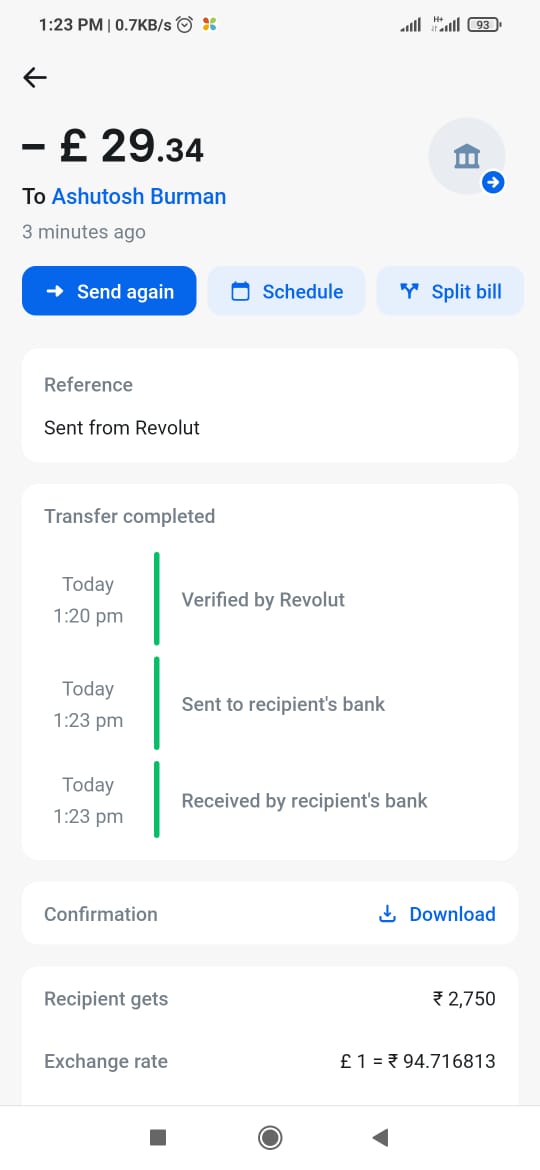 1:23 PM | 0.7KB/s
H+
93
– £ 29.34
To Ashutosh Burman
3 minutes ago
Send again
Schedule
Split bill
Reference
Sent from Revolut
Transfer completed
Today
1:20 pm
Verified by Revolut
Today
1:23 pm
Sent to recipient's bank
Today
1:23 pm
Received by recipient's bank
Confirmation
Download
Recipient gets
₹ 2,750
Exchange rate
£ 1 = ₹ 94.716813